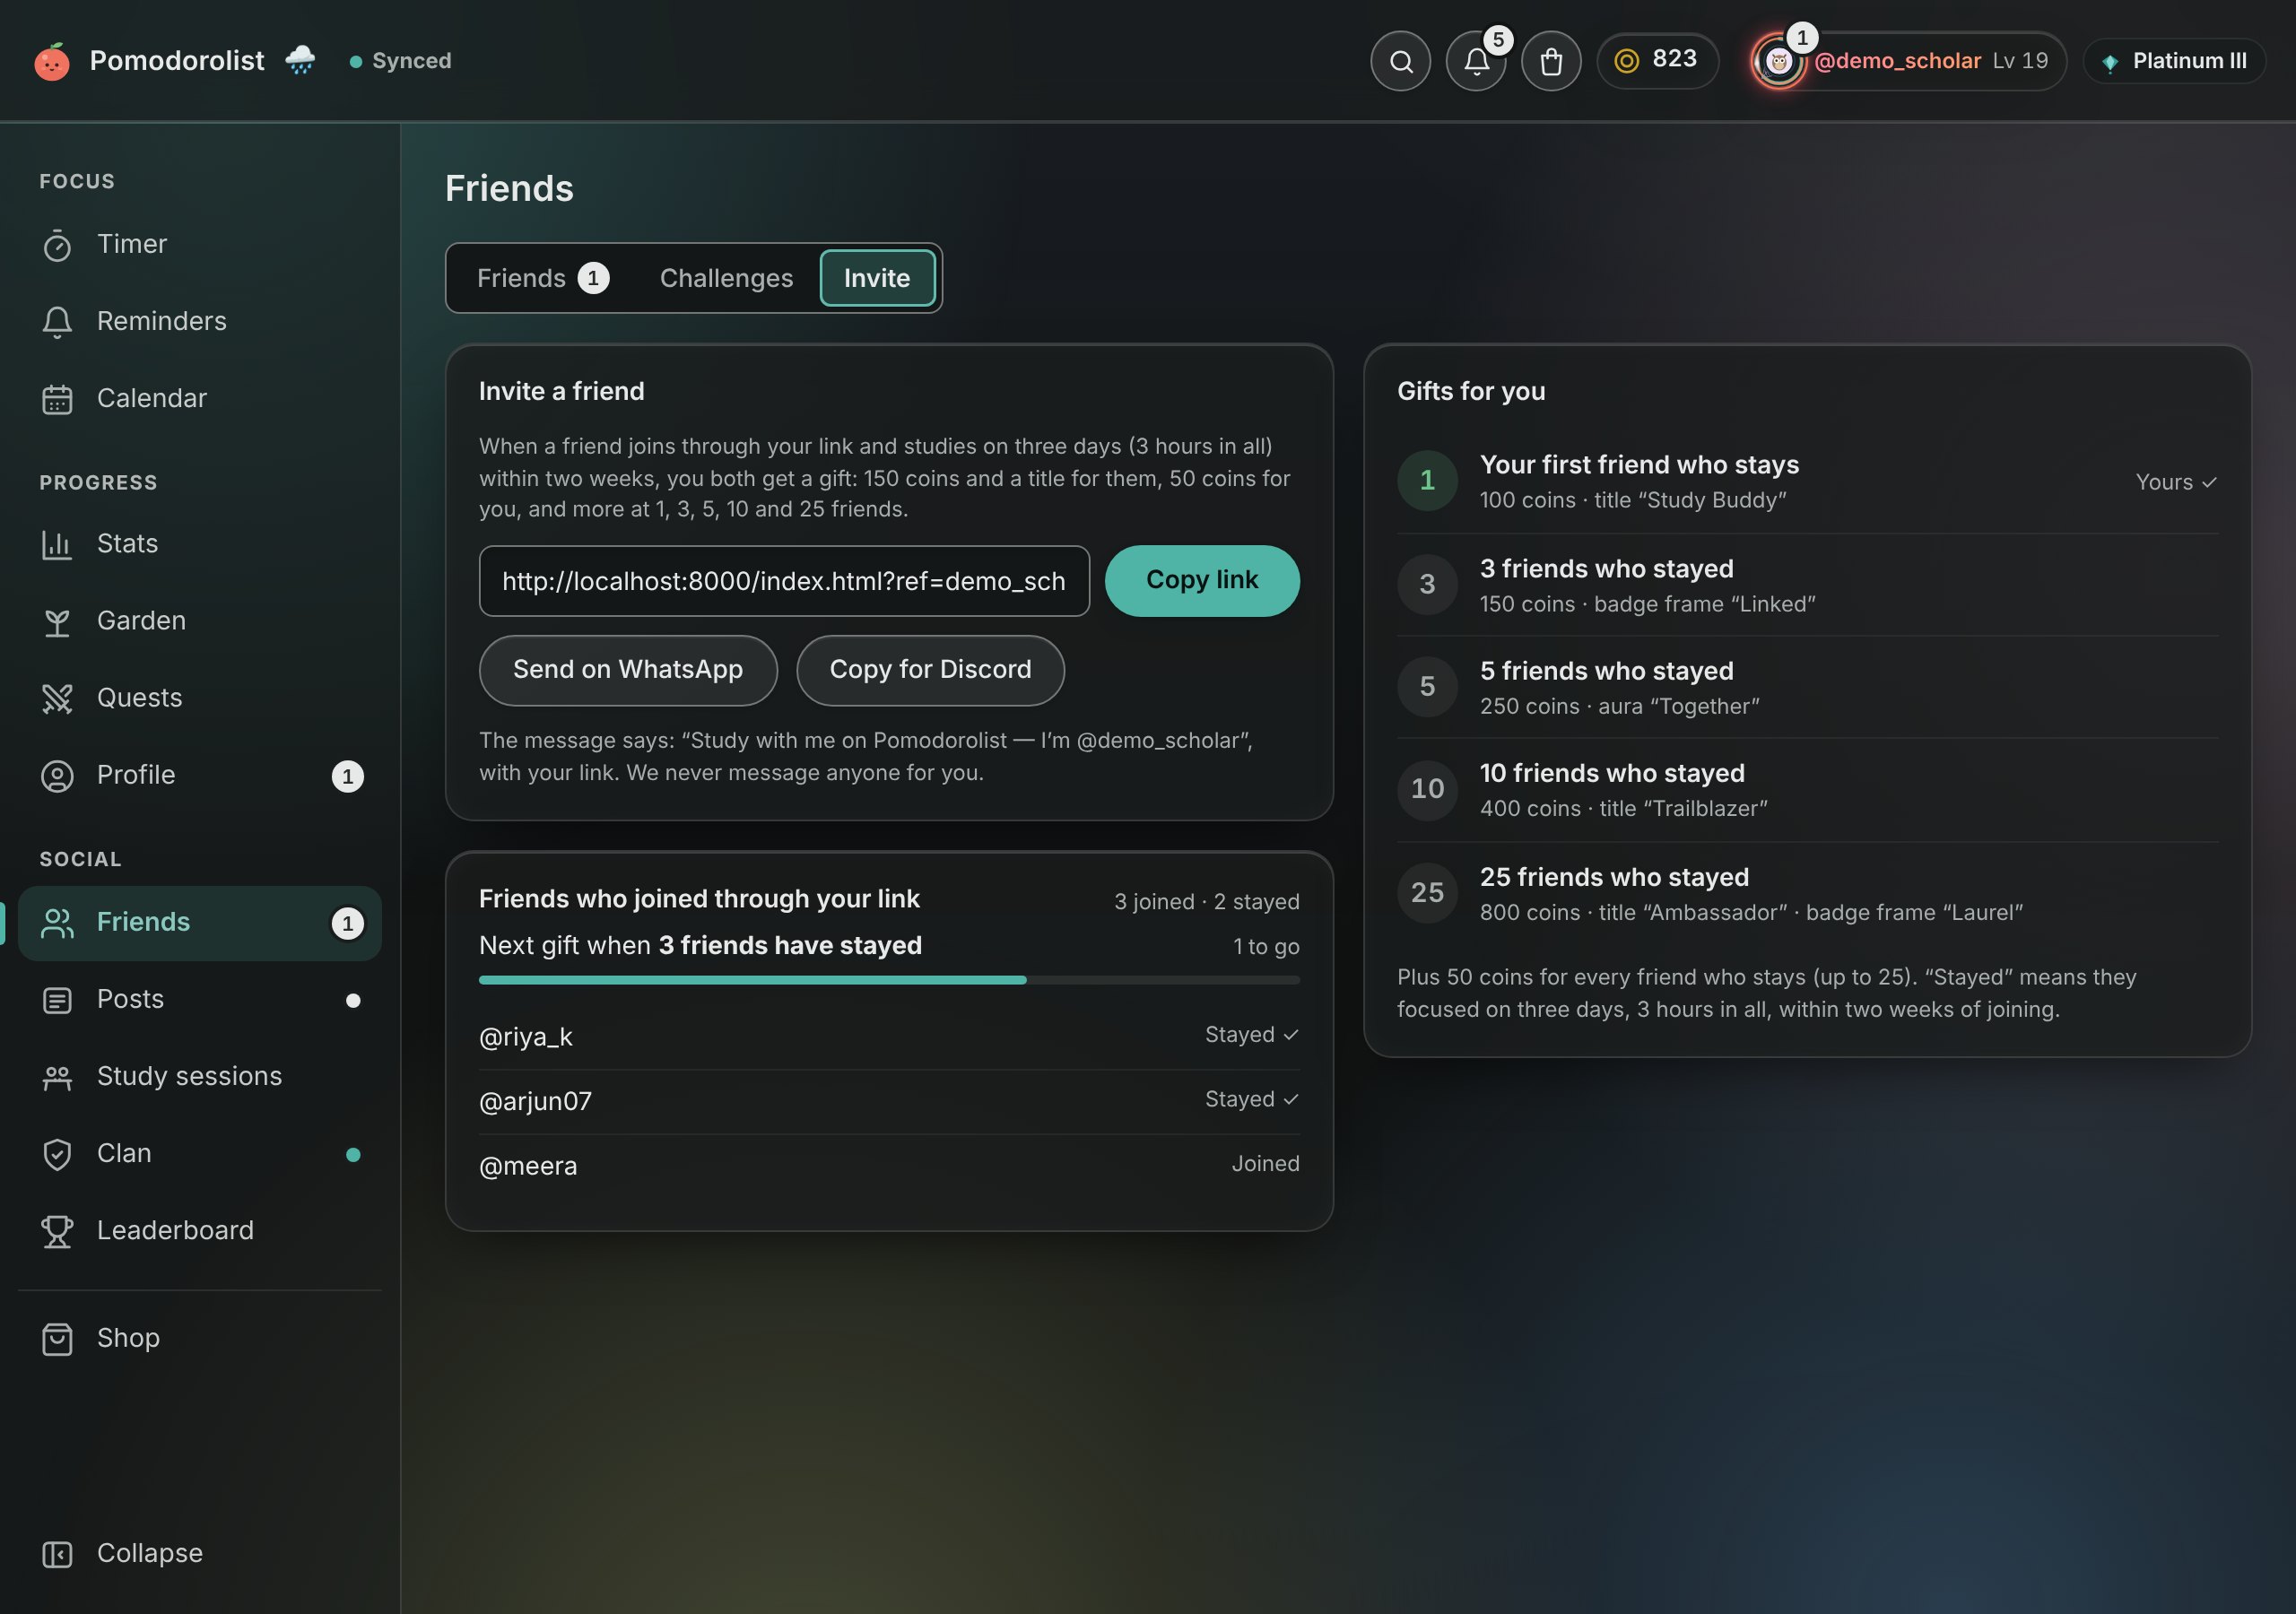 Pomodorolist
Synced
5
823
1
@demo_scholar Lv 19
Platinum III
FOCUS
Timer
Reminders
Calendar
PROGRESS
Stats
Garden
Quests
Profile 1
SOCIAL
Friends 1
Posts
Study sessions
Clan
Leaderboard
Shop
Collapse
Friends
Friends 1 Challenges Invite
Invite a friend
When a friend joins through your link and studies on three days (3 hours in all)
within two weeks, you both get a gift: 150 coins and a title for them, 50 coins for
you, and more at 1, 3, 5, 10 and 25 friends.
http://localhost:8000/index.html?ref=demo_sch
Copy link
Send on WhatsApp Copy for Discord
The message says: “Study with me on Pomodorolist — I’m @demo_scholar”,
with your link. We never message anyone for you.
Friends who joined through your link 3 joined · 2 stayed
Next gift when 3 friends have stayed 1 to go
@riya_k Stayed ✓
@arjun07 Stayed ✓
@meera Joined
Gifts for you
1 Your first friend who stays Yours ✓
100 coins · title “Study Buddy”
3 3 friends who stayed
150 coins · badge frame “Linked”
5 5 friends who stayed
250 coins · aura “Together”
10 10 friends who stayed
400 coins · title “Trailblazer”
25 25 friends who stayed
800 coins · title “Ambassador” · badge frame “Laurel”
Plus 50 coins for every friend who stays (up to 25). “Stayed” means they
focused on three days, 3 hours in all, within two weeks of joining.